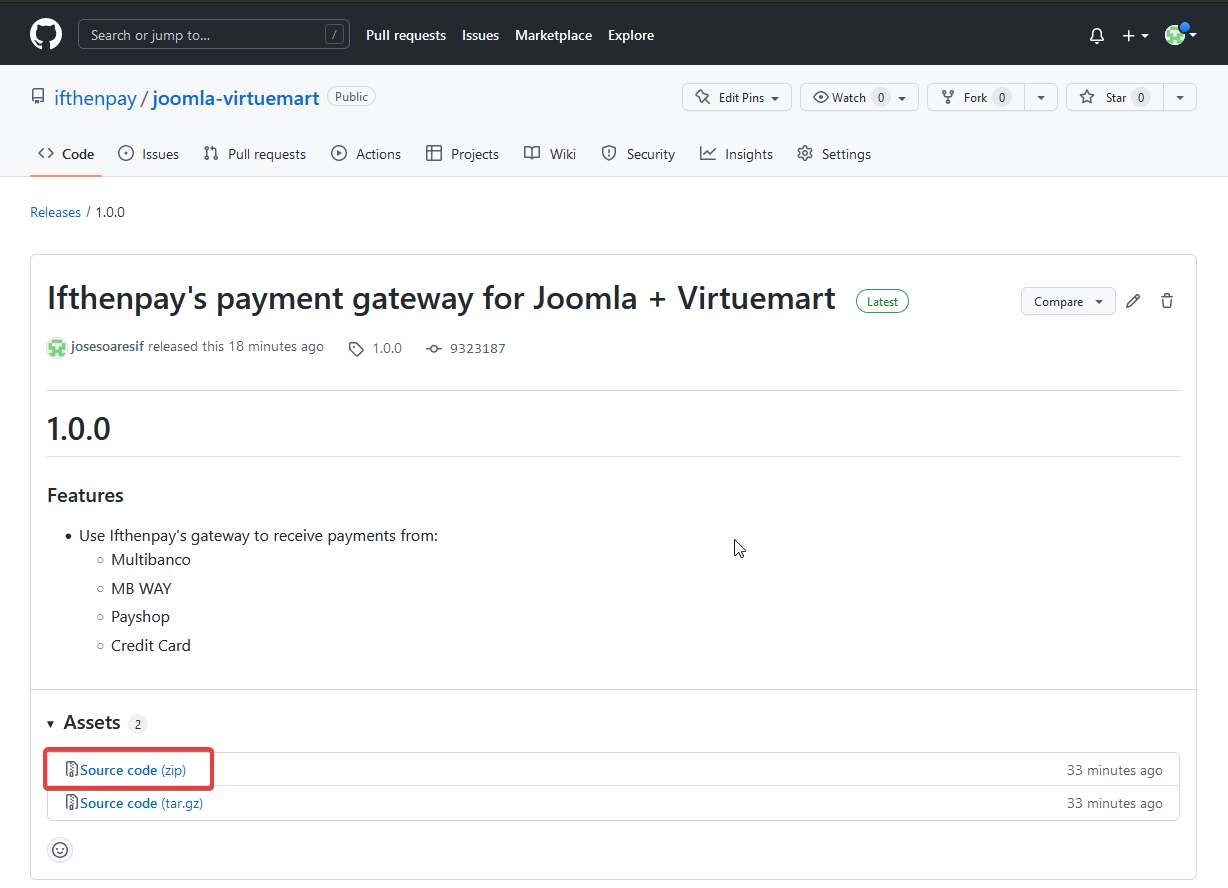 Search or jump to... /
Pull requests Issues Marketplace Explore
ifthenpay / joomla-virtuemart Public
Edit Pins Watch 0 Fork 0 Star 0
Code Issues Pull requests Actions Projects Wiki Security Insights Settings
Releases / 1.0.0
Ifthenpay's payment gateway for Joomla + Virtuemart Latest Compare
josesoaresif released this 18 minutes ago 1.0.0 9323187
1.0.0
Features
Use Ifthenpay's gateway to receive payments from:
Multibanco
MB WAY
Payshop
Credit Card
Assets 2
Source code (zip) 33 minutes ago
Source code (tar.gz) 33 minutes ago